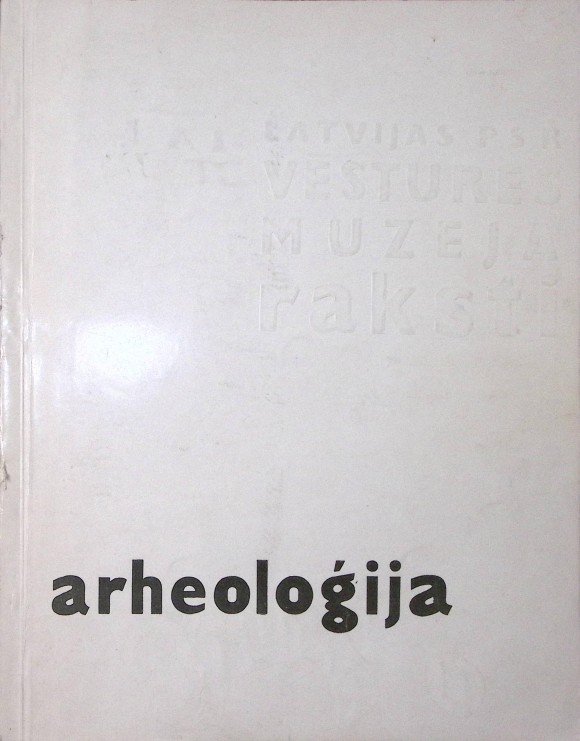 LATVIJAS PSR
VĒSTURES
MUZEJA
raksti
arheoloģija